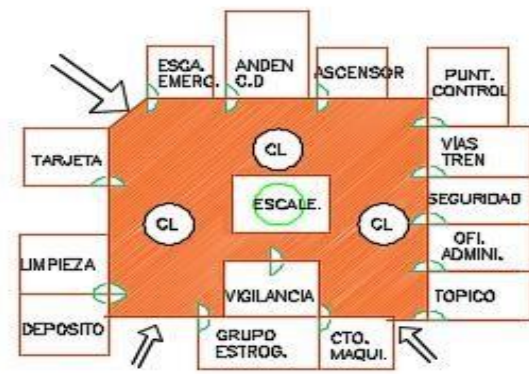 ESCA.
EMERG.
ANDEN
C.D
ASCENSOR
PUNT.
CONTROL
TARJETA
CL
VÍAS
TREN
ESCALE.
SEGURIDAD
CL
CL
OFI.
ADMINI.
LIMPIEZA
VIGILANCIA
TOPICO
DEPOSITO
GRUPO
ESTROG.
CTO.
MAQUI.